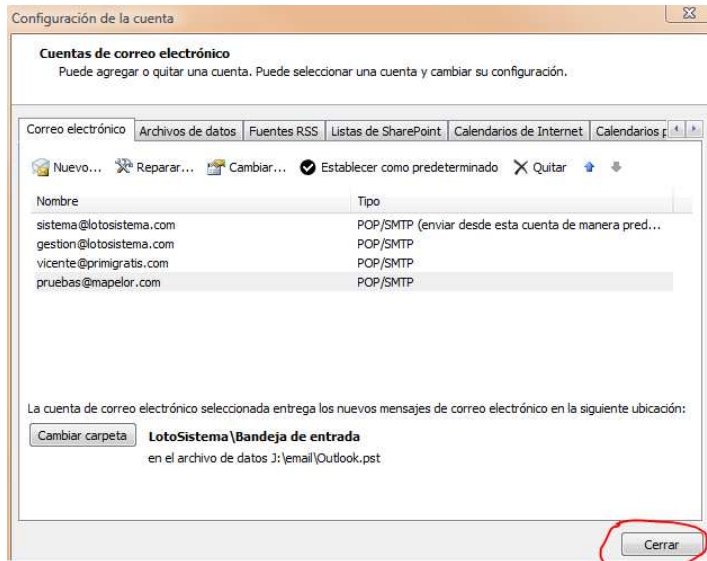 Configuración de la cuenta
Cuentas de correo electrónico
Puede agregar o quitar una cuenta. Puede seleccionar una cuenta y cambiar su configuración.
Correo electrónico Archivos de datos Fuentes RSS Listas de SharePoint Calendarios de Internet Calendarios p
Nuevo... Reparar... Cambiar... Establecer como predeterminado Quitar
Nombre Tipo
sistema@lotosistema.com POP/SMTP (enviar desde esta cuenta de manera pred...
gestion@lotosistema.com POP/SMTP
vicente@primigratis.com POP/SMTP
pruebas@mapelor.com POP/SMTP
La cuenta de correo electrónico seleccionada entrega los nuevos mensajes de correo electrónico en la siguiente ubicación:
Cambiar carpeta LotoSistema\Bandeja de entrada
en el archivo de datos J:\email\Outlook.pst
Cerrar